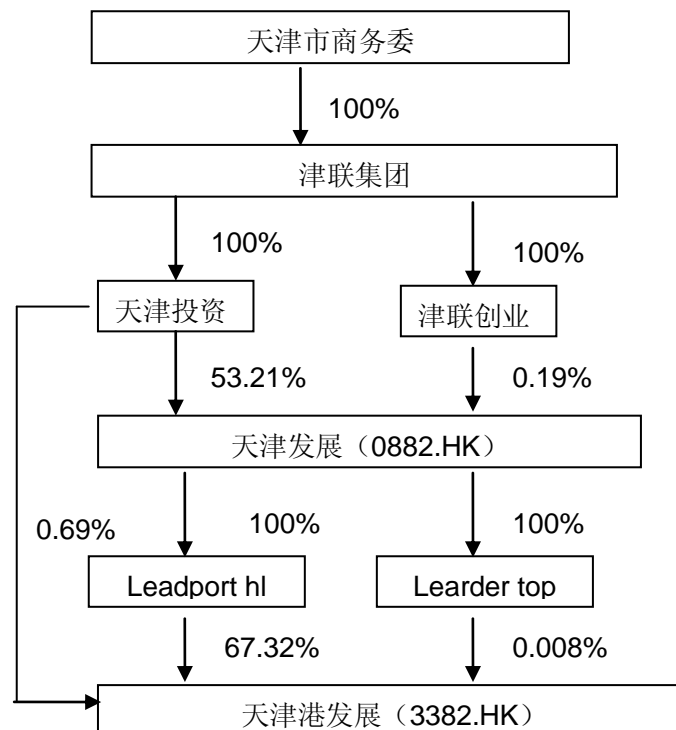 天津市商务委
100%
津联集团
100%
100%
天津投资
津联创业
53.21%
0.19%
天津发展（0882.HK）
0.69%
100%
100%
Leadport hl
Learder top
67.32%
0.008%
天津港发展（3382.HK）